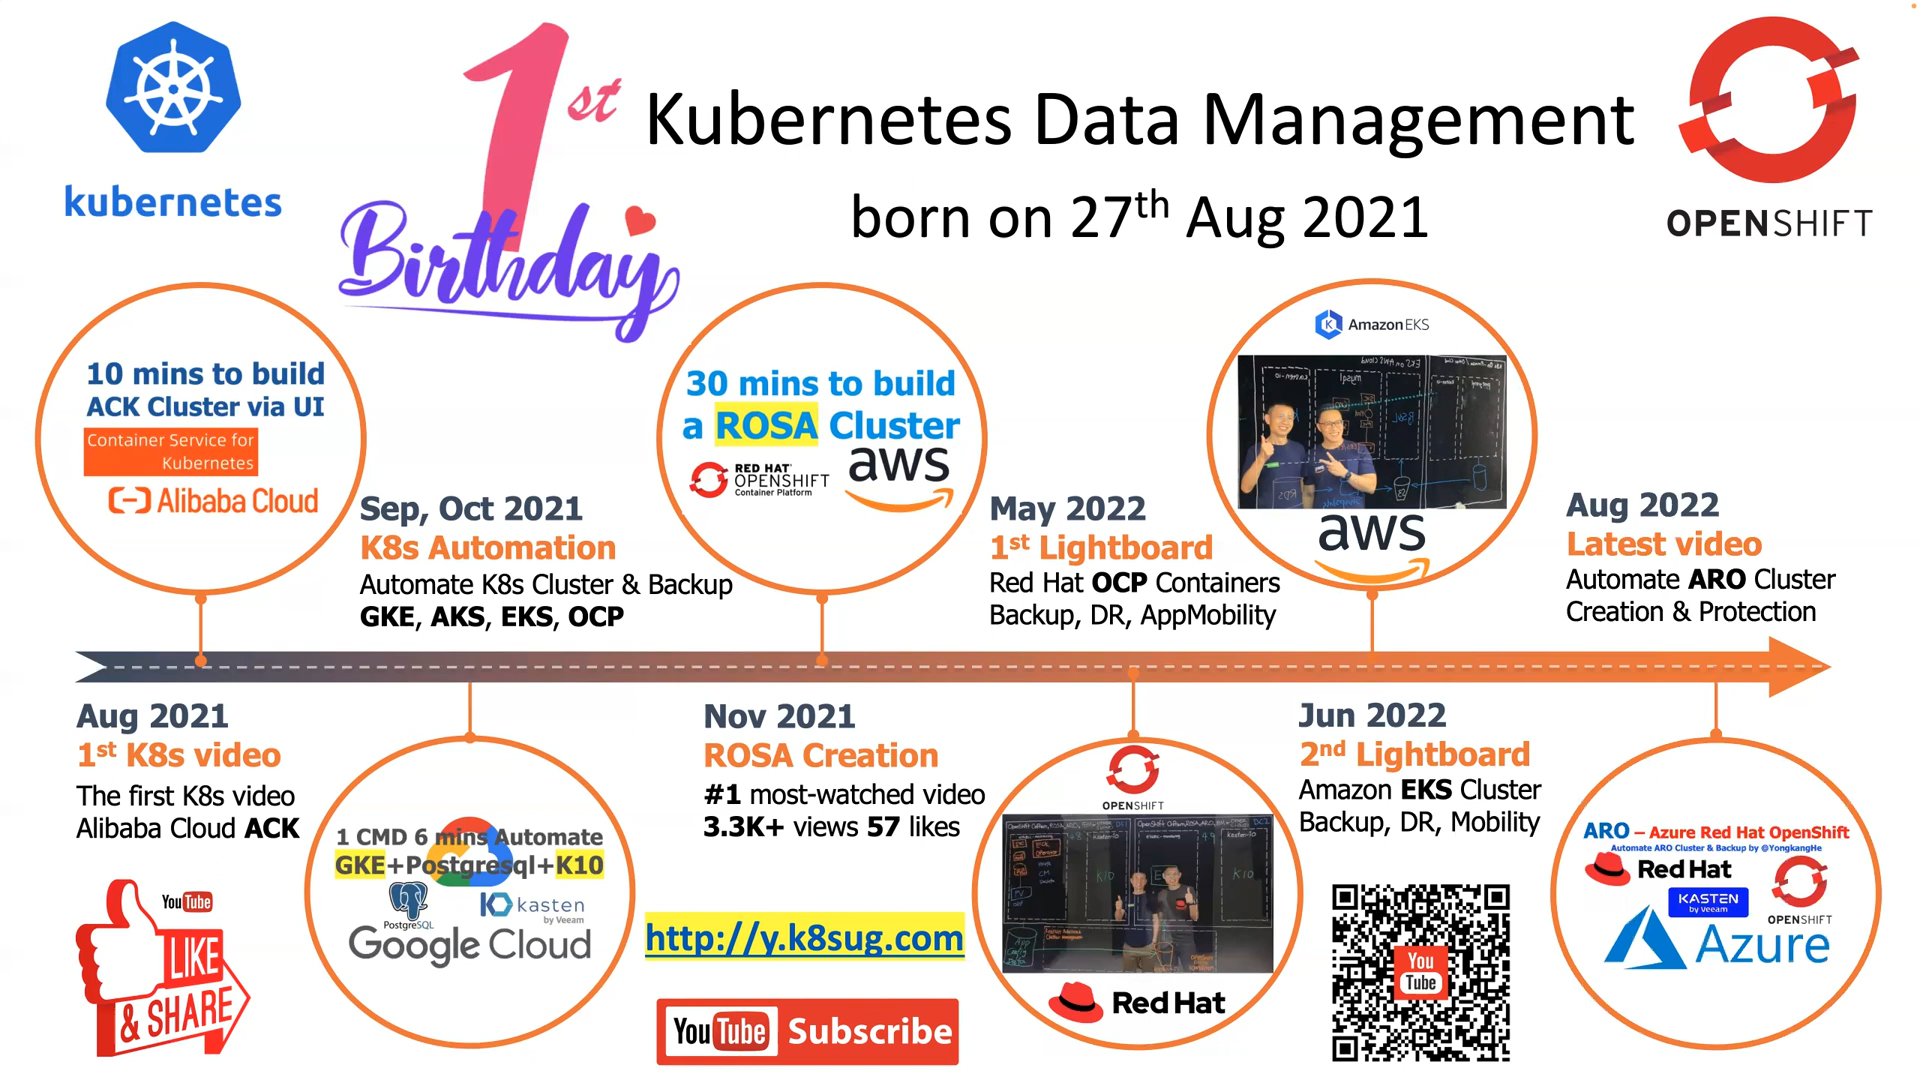 kubernetes
1st
Birthday
Kubernetes Data Management
born on 27th Aug 2021
OPENSHIFT
10 mins to build
ACK Cluster via UI
Container Service for
Kubernetes
Alibaba Cloud
Sep, Oct 2021
K8s Automation
Automate K8s Cluster & Backup
GKE, AKS, EKS, OCP
30 mins to build
a ROSA Cluster
RED HAT
OPENSHIFT
Container Platform
aws
May 2022
1st Lightboard
Red Hat OCP Containers
Backup, DR, AppMobility
Amazon EKS
aws
Aug 2022
Latest video
Automate ARO Cluster
Creation & Protection
Aug 2021
1st K8s video
The first K8s video
Alibaba Cloud ACK
YouTube
LIKE
& SHARE
1 CMD 6 mins Automate
GKE+Postgresql+K10
PostgreSQL
kasten
by Veeam
Google Cloud
Nov 2021
ROSA Creation
#1 most-watched video
3.3K+ views 57 likes
http://y.k8sug.com
YouTube Subscribe
OPENSHIFT
K10
K10
Red Hat
Jun 2022
2nd Lightboard
Amazon EKS Cluster
Backup, DR, Mobility
You
Tube
ARO – Azure Red Hat OpenShift
Automate ARO Cluster & Backup by @YongkangHe
Red Hat
KASTEN
by Veeam
OPENSHIFT
Azure